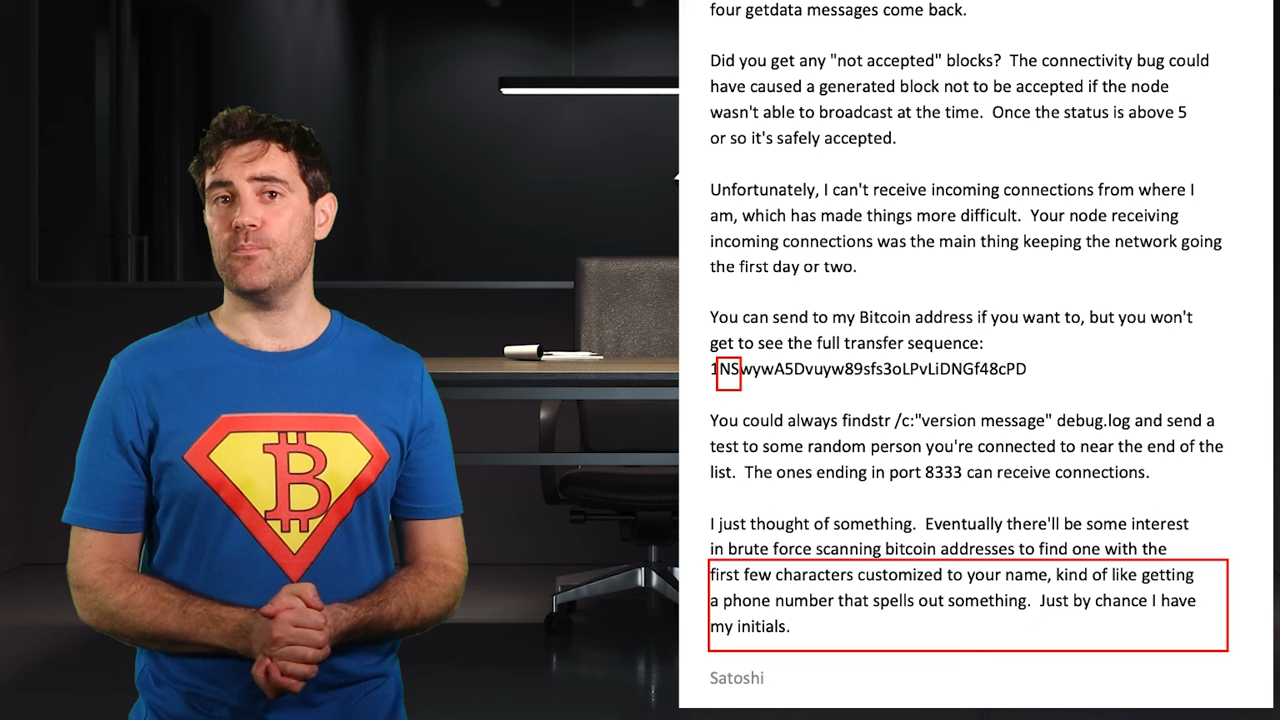 four getdata messages come back.
Did you get any "not accepted" blocks?  The connectivity bug could
have caused a generated block not to be accepted if the node
wasn't able to broadcast at the time.  Once the status is above 5
or so it's safely accepted.
Unfortunately, I can't receive incoming connections from where I
am, which has made things more difficult.  Your node receiving
incoming connections was the main thing keeping the network going
the first day or two.
You can send to my Bitcoin address if you want to, but you won't
get to see the full transfer sequence:
1NSwywA5Dvuyw89sfs3oLPvLiDNGf48cPD
You could always findstr /c:"version message" debug.log and send a
test to some random person you're connected to near the end of the
list.  The ones ending in port 8333 can receive connections.
I just thought of something.  Eventually there'll be some interest
in brute force scanning bitcoin addresses to find one with the
first few characters customized to your name, kind of like getting
a phone number that spells out something.  Just by chance I have
my initials.
Satoshi